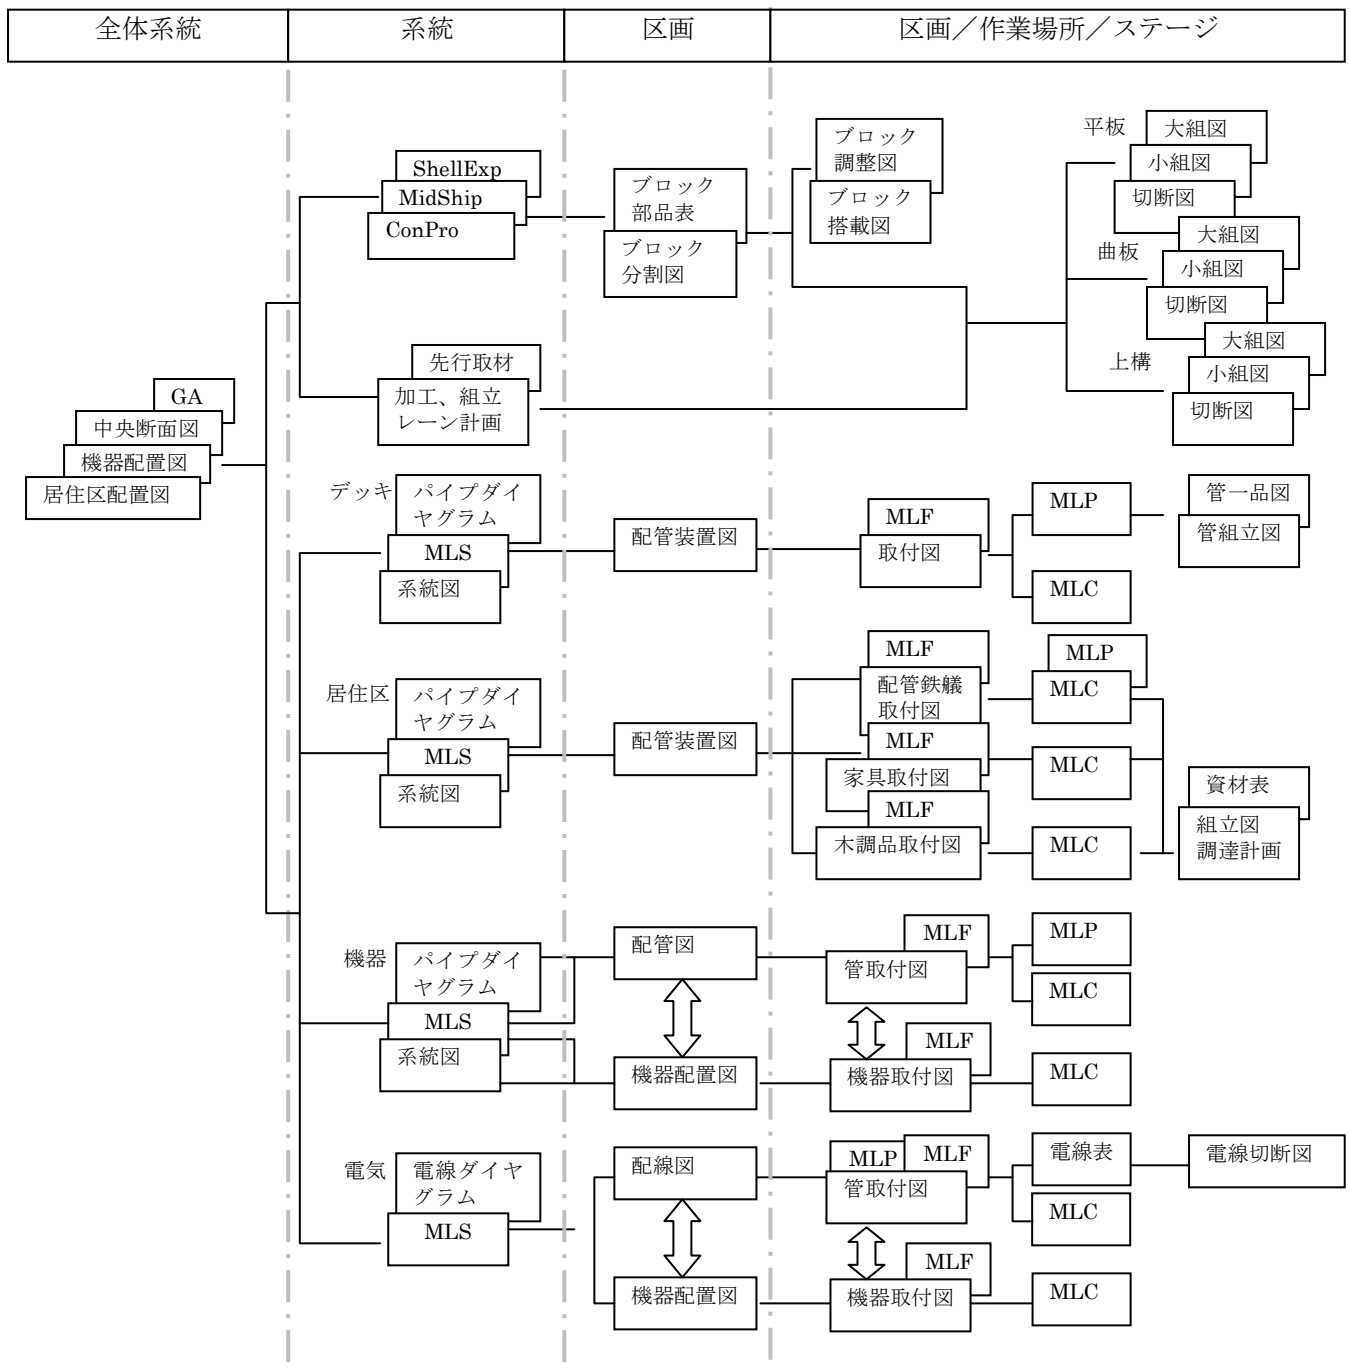 全体系統
系統
区画
区画／作業場所／ステージ
GA
中央断面図
機器配置図
居住区配置図
ShellExp
MidShip
ConPro
先行取材
加工、組立
レーン計画
ブロック
部品表
ブロック
分割図
ブロック
調整図
ブロック
搭載図
平板
大組図
小組図
切断図
曲板
大組図
小組図
切断図
上構
大組図
小組図
切断図
デッキ
パイプダイ
ヤグラム
MLS
系統図
配管装置図
MLF
取付図
MLP
MLC
管一品図
管組立図
居住区
パイプダイ
ヤグラム
MLS
系統図
配管装置図
MLF
配管鉄艤
取付図
MLF
家具取付図
MLF
木調品取付図
MLP
MLC
MLC
MLC
資材表
組立図
調達計画
機器
パイプダイ
ヤグラム
MLS
系統図
配管図
機器配置図
MLF
管取付図
MLF
機器取付図
MLP
MLC
MLC
電気
電線ダイヤ
グラム
MLS
配線図
機器配置図
MLP
MLF
管取付図
MLF
機器取付図
電線表
MLC
MLC
電線切断図